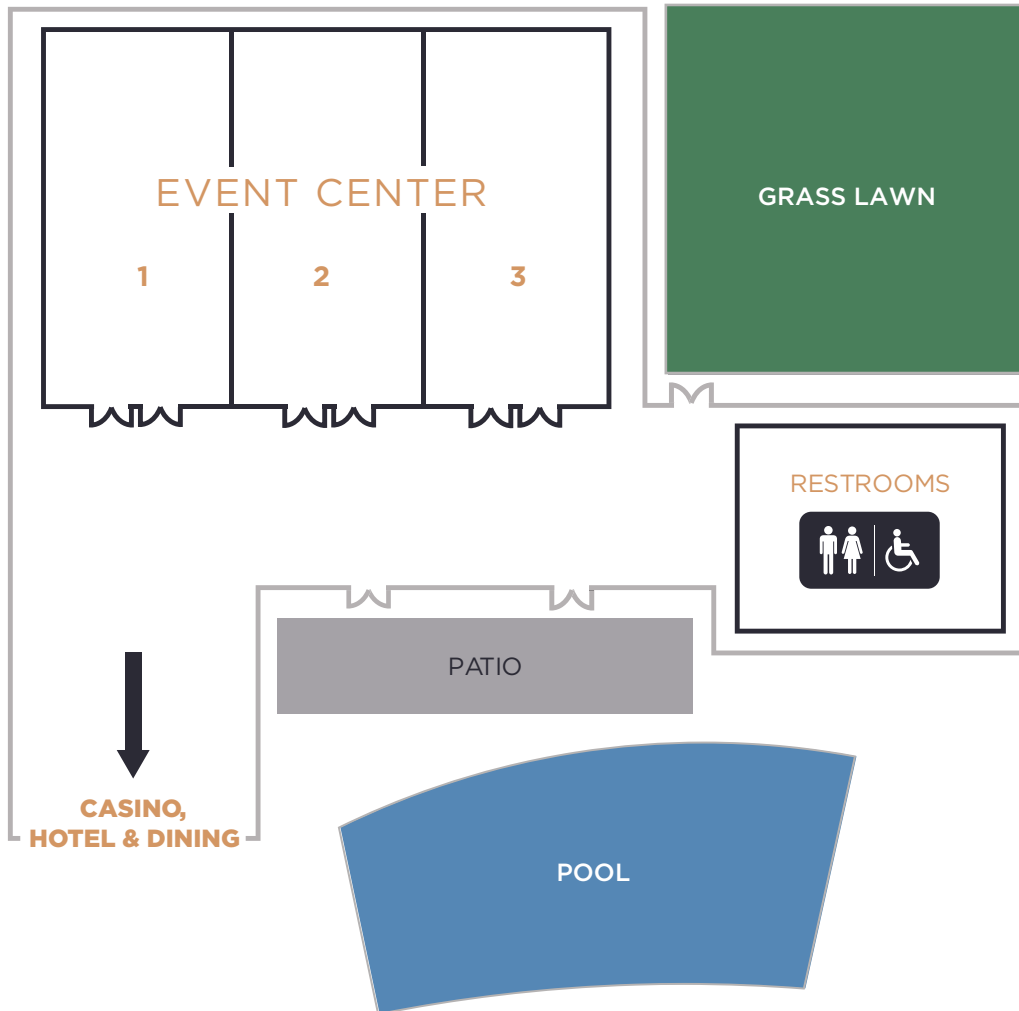 EVENT CENTER
1
2
3
GRASS LAWN
RESTROOMS
PATIO
CASINO,
HOTEL & DINING
POOL